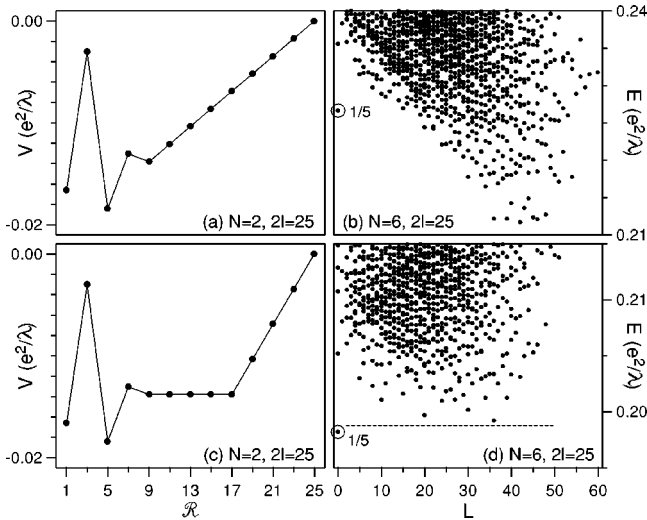 0.00
V (e²/λ)
-0.02
(a) N=2, 2l=25
(b) N=6, 2l=25
1/5
0.24
E (e²/λ)
0.21
0.00
V (e²/λ)
-0.02
(c) N=2, 2l=25
(d) N=6, 2l=25
1/5
0.21
E (e²/λ)
0.20
1 5 9 13 17 21 25
ℛ
0 10 20 30 40 50 60
L